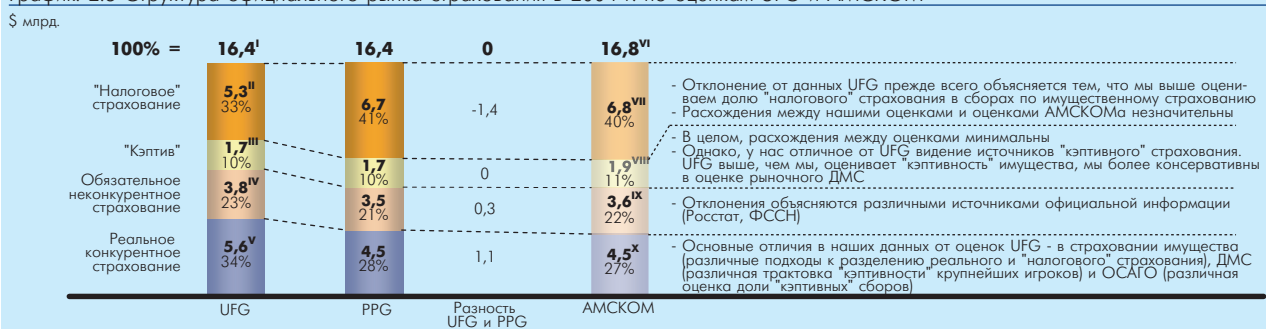 $ млрд.
100% = 16,4I 16,4 0 16,8VI
"Налоговое"
страхование
5,3II
33%
6,7
41%
-1,4
6,8VII
40%
- Отклонение от данных UFG прежде всего объясняется тем, что мы выше оцени-
ваем долю "налогового" страхования в сборах по имущественному страхованию
- Расхождения между нашими оценками и оценками АМСКОМа незначительны
"Кэптив"
1,7III
10%
1,7
10%
0
1,9VIII
11%
- В целом, расхождения между оценками минимальны
- Однако, у нас отличное от UFG видение источников "кэптивного" страхования.
UFG выше, чем мы, оценивает "кэптивность" имущества, мы более консервативны
в оценке рыночного ДМС
Обязательное
неконкурентное
страхование
3,8IV
23%
3,5
21%
0,3
3,6IX
22%
- Отклонения объясняются различными источниками официальной информации
(Росстат, ФССН)
Реальное
конкурентное
страхование
5,6V
34%
4,5
28%
1,1
4,5X
27%
- Основные отличия в наших данных от оценок UFG - в страховании имущества
(различные подходы к разделению реального и "налогового" страхования), ДМС
(различная трактовка "кэптивности" крупнейших игроков) и ОСАГО (различная
оценка доли "кэптивных" сборов)
UFG PPG Разность АМСКОМ
UFG и PPG